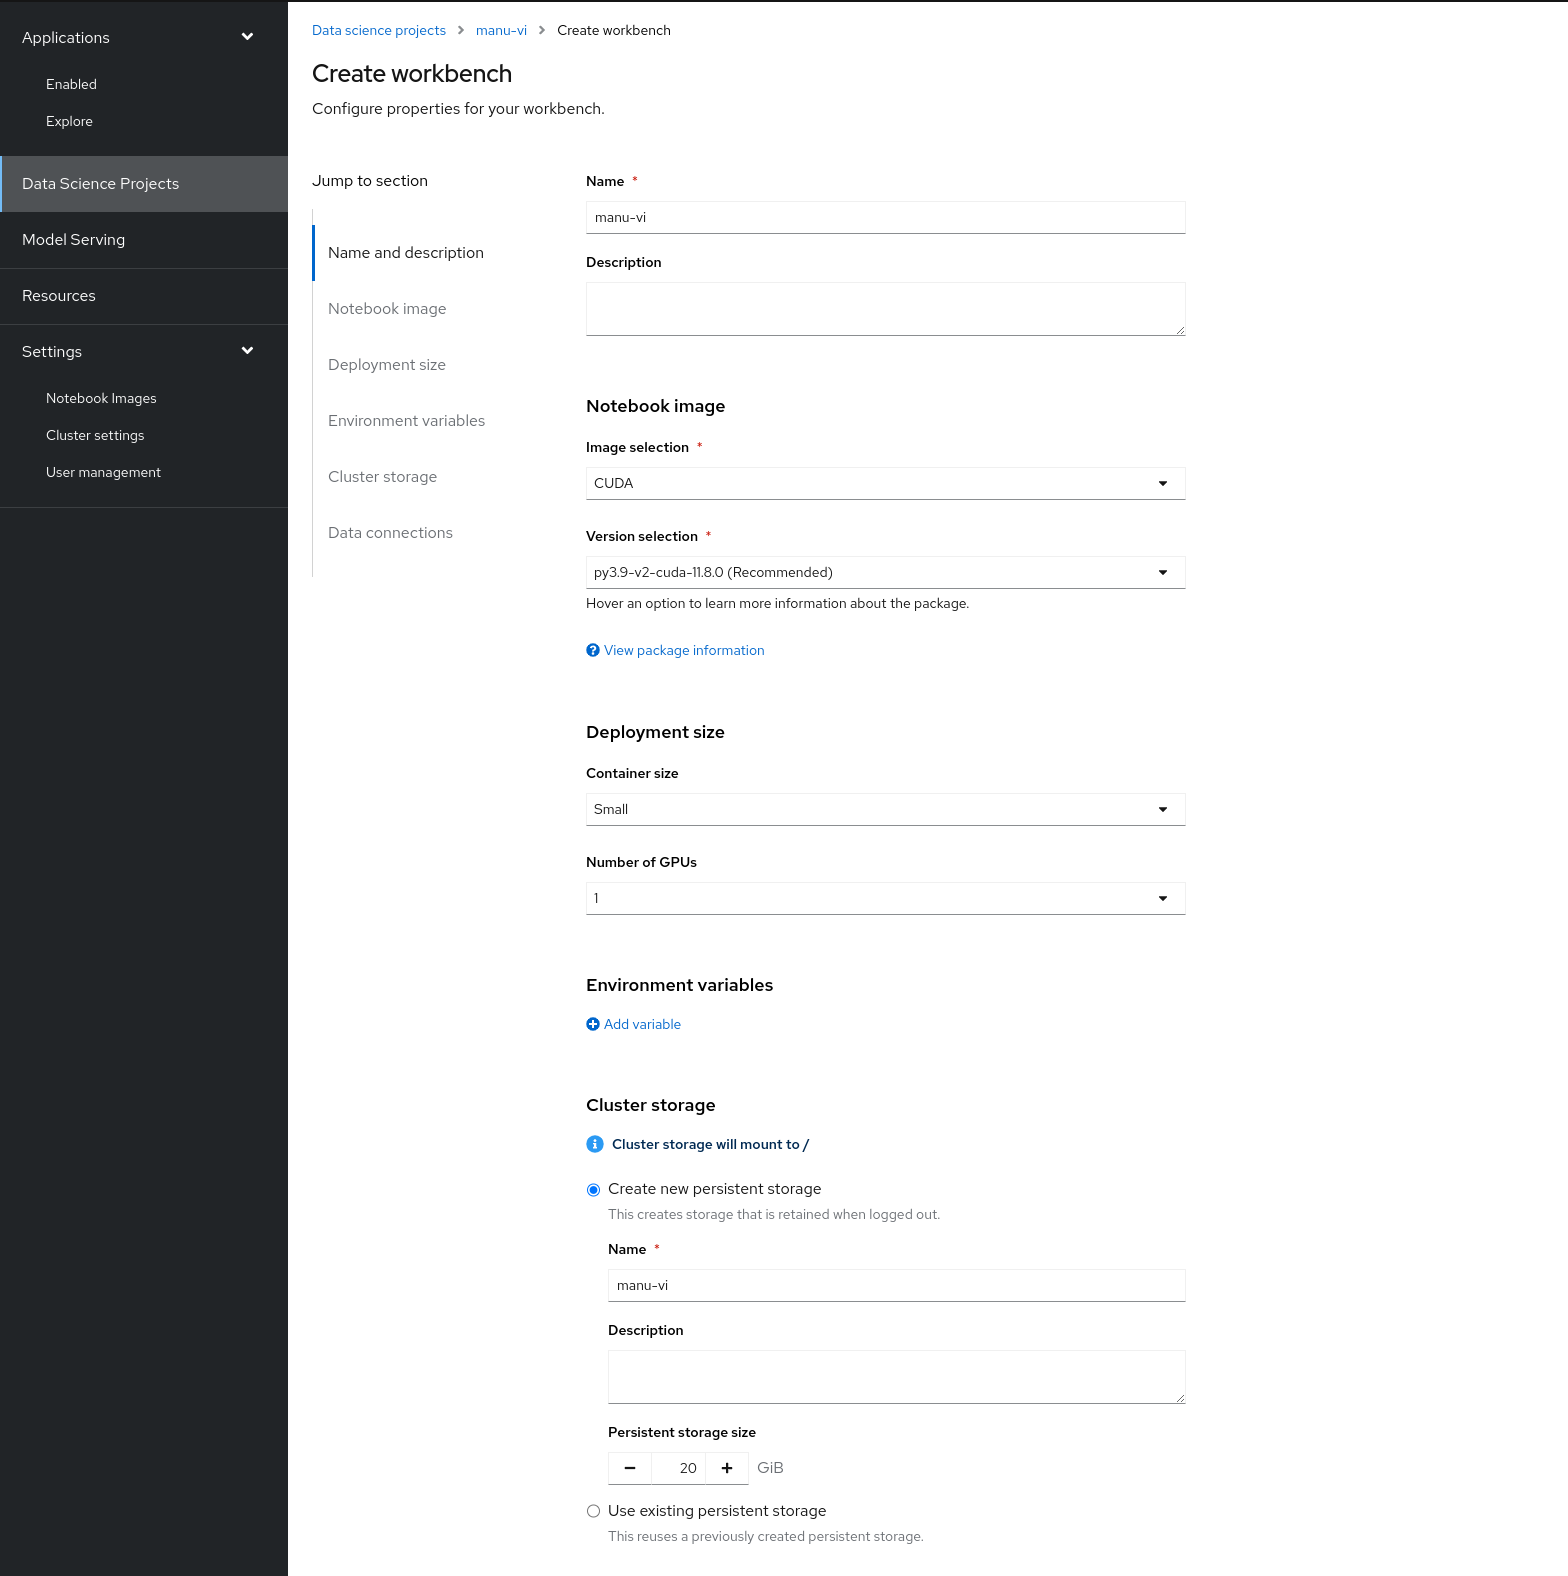 Applications
Enabled
Explore
Data Science Projects
Model Serving
Resources
Settings
Notebook Images
Cluster settings
User management
Data science projects > manu-vi > Create workbench
Create workbench
Configure properties for your workbench.
Jump to section
Name and description
Notebook image
Deployment size
Environment variables
Cluster storage
Data connections
Name *
manu-vi
Description
Notebook image
Image selection *
CUDA
Version selection *
py3.9-v2-cuda-11.8.0 (Recommended)
Hover an option to learn more information about the package.
View package information
Deployment size
Container size
Small
Number of GPUs
1
Environment variables
Add variable
Cluster storage
Cluster storage will mount to /
Create new persistent storage
This creates storage that is retained when logged out.
Name *
manu-vi
Description
Persistent storage size
20 GiB
Use existing persistent storage
This reuses a previously created persistent storage.